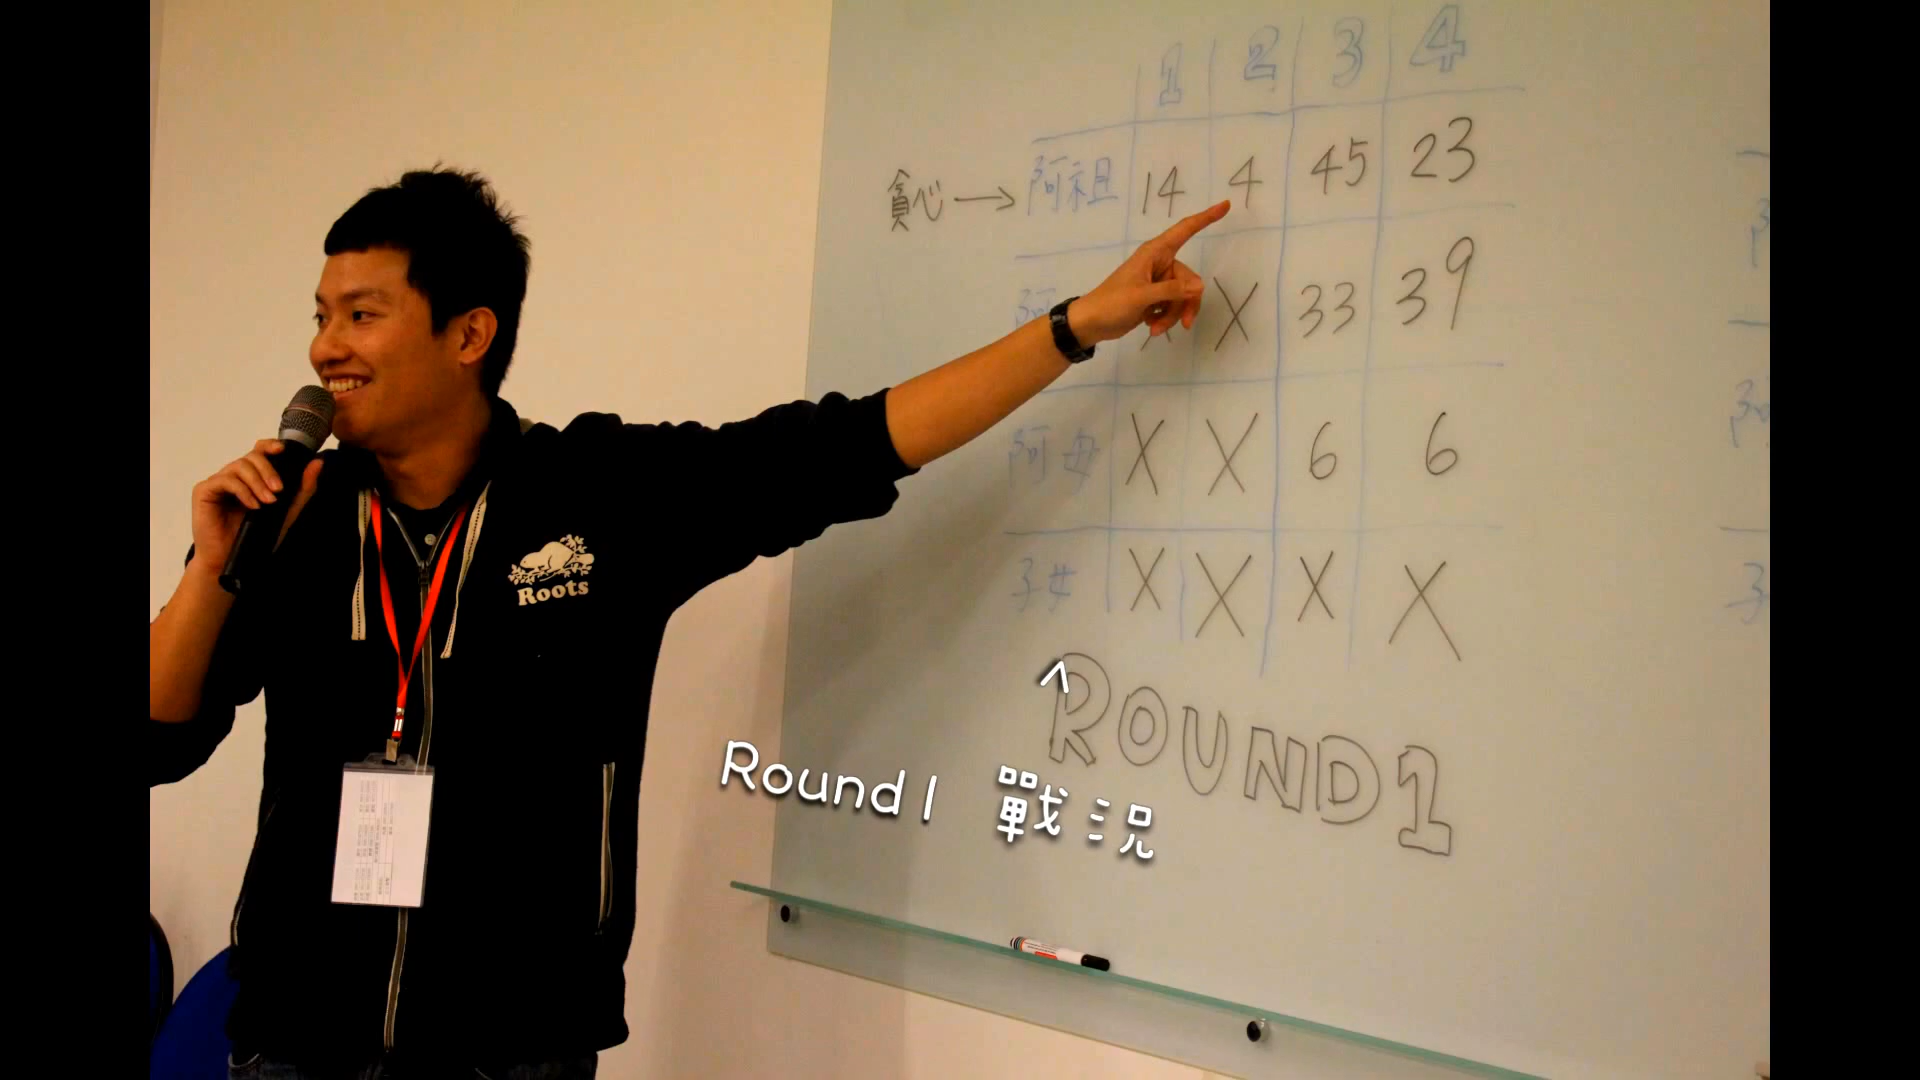 1 2 3 4
貪心→阿祖 14 4 45 23
阿 X X 33 39
阿母 X X 6 6
子女 X X X X
ROUND1
^
Round1 戰況
Roots